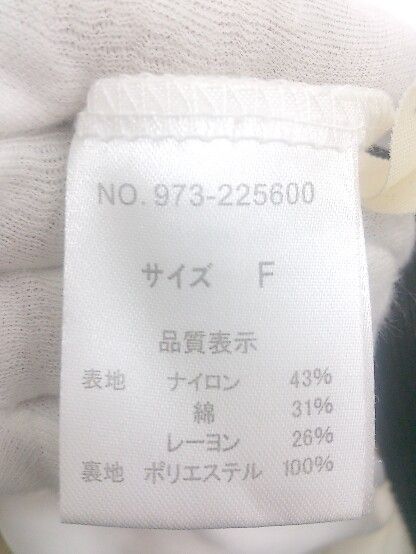 NO. 973-225600
サイズ F
品質表示
表地 ナイロン 43%
綿 31%
レーヨン 26%
裏地 ポリエステル 100%